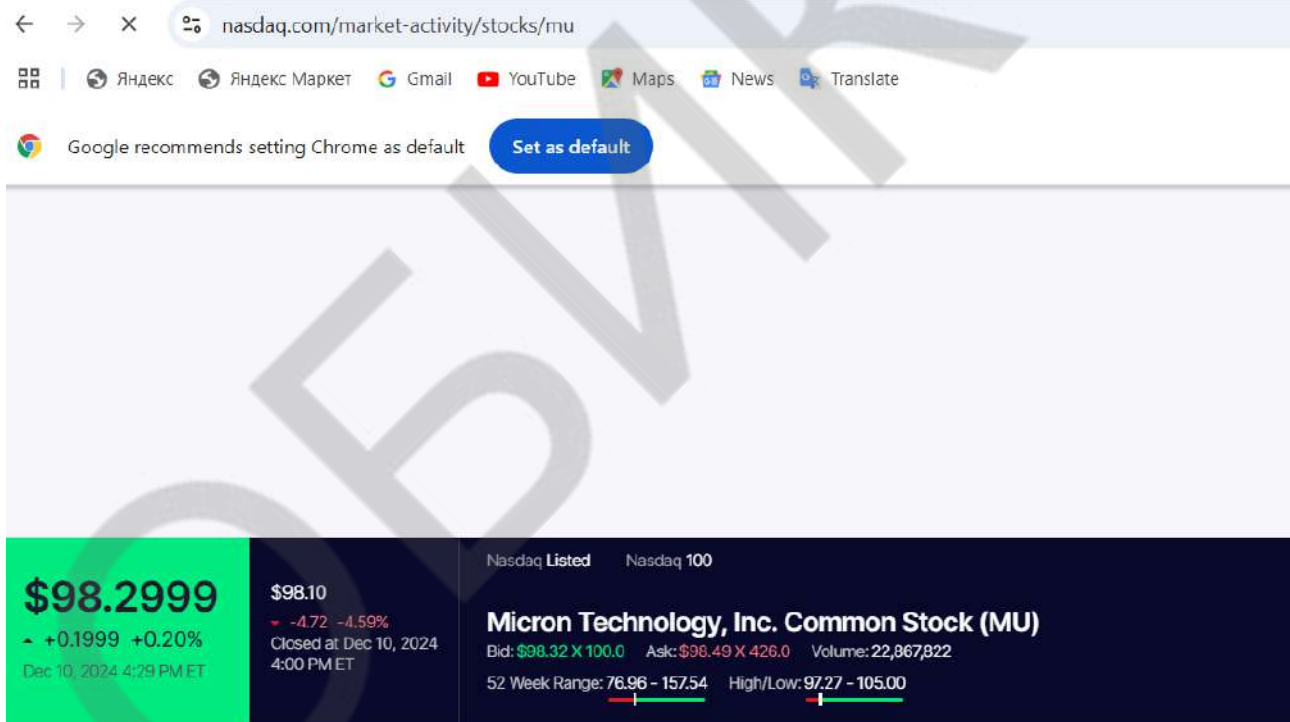 nasdaq.com/market-activity/stocks/mu
Яндекс Яндекс Маркет Gmail YouTube Maps News Translate
Google recommends setting Chrome as default Set as default
ОБИК
Nasdaq Listed Nasdaq 100
$98.2999
+0.1999 +0.20%
Dec 10, 2024 4:29 PM ET
$98.10
-4.72 -4.59%
Closed at Dec 10, 2024
4:00 PM ET
Micron Technology, Inc. Common Stock (MU)
Bid: $98.32 X 100.0 Ask: $98.49 X 426.0 Volume: 22,867,822
52 Week Range: 76.96 - 157.54 High/Low: 97.27 - 105.00